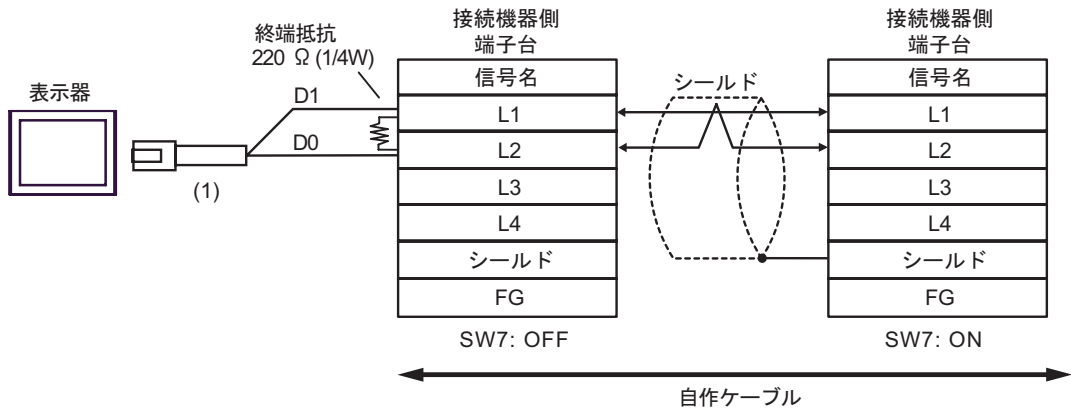 表示器
(1)
D1
D0
終端抵抗
220 Ω (1/4W)
接続機器側
端子台
信号名
L1
L2
L3
L4
シールド
FG
SW7: OFF
シールド
接続機器側
端子台
信号名
L1
L2
L3
L4
シールド
FG
SW7: ON
自作ケーブル